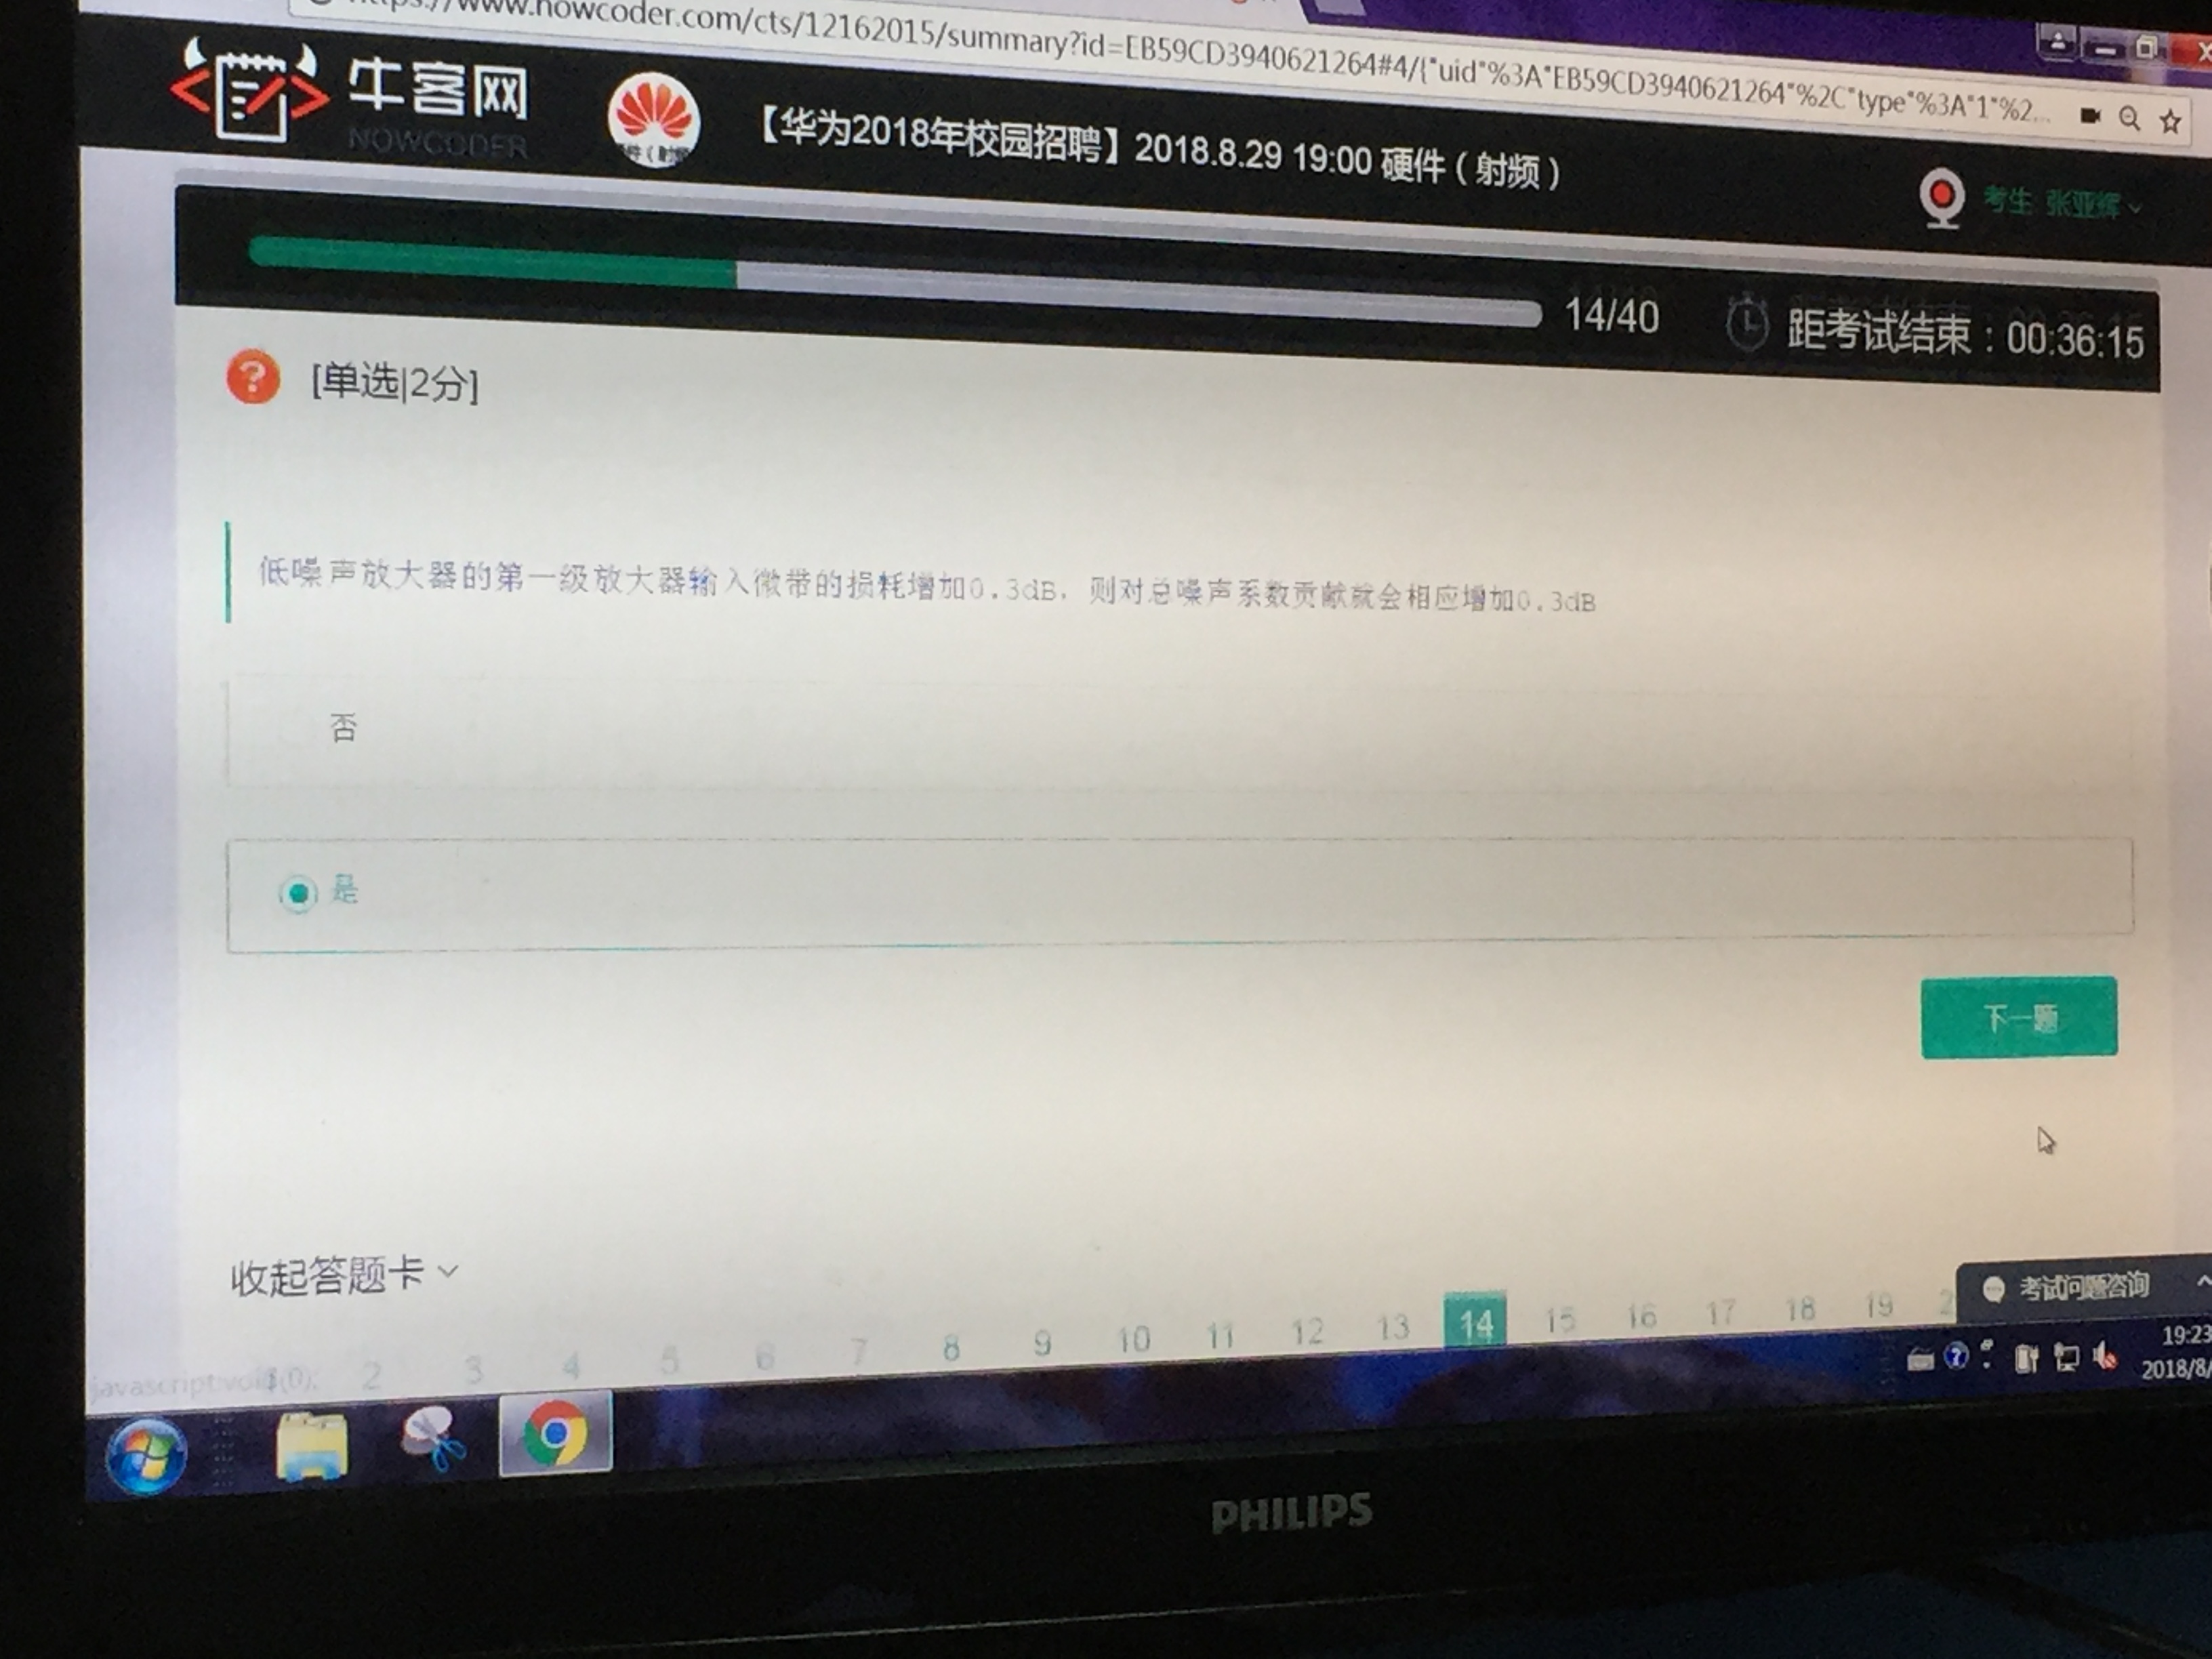 https://www.nowcoder.com/cts/12162015/summary?id=EB59CD3940621264#4/{"uid"%3A"EB59CD3940621264"%2C"type"%3A"1"%2...
牛客网
NOWCODER
【华为2018年校园招聘】2018.8.29 19:00 硬件（射频）
考生 张亚辉
14/40
距考试结束：00:36:15
[单选|2分]
低噪声放大器的第一级放大器输入微带的损耗增加0.3dB，则对总噪声系数贡献就会相应增加0.3dB
否
是
下一题
收起答题卡
考试问题咨询
2 3 4 5 6 7 8 9 10 11 12 13 14 15 16 17 18 19
javascript:void(0);
19:23
2018/8/
PHILIPS